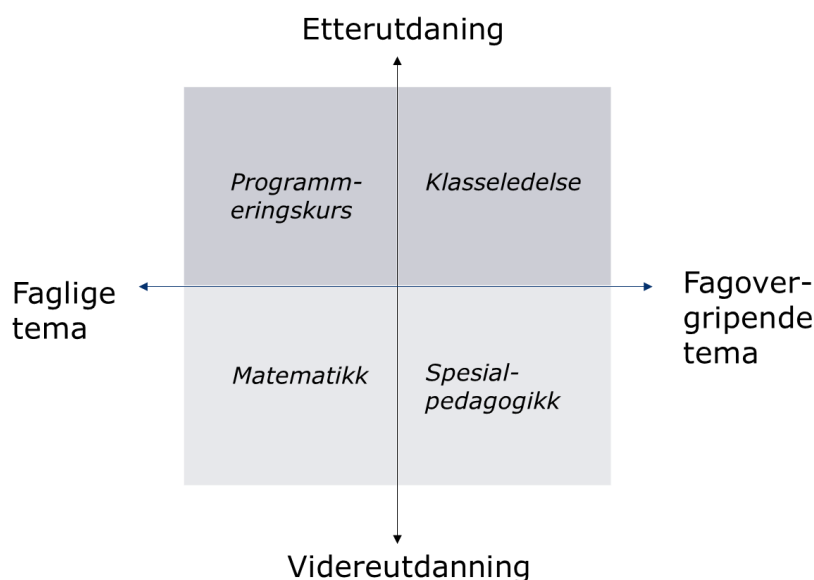 Etterutdaning
Programm-
eringskurs
Klasseledelse
Faglige
tema
Fagover-
gripende
tema
Matematikk
Spesial-
pedagogikk
Videreutdanning